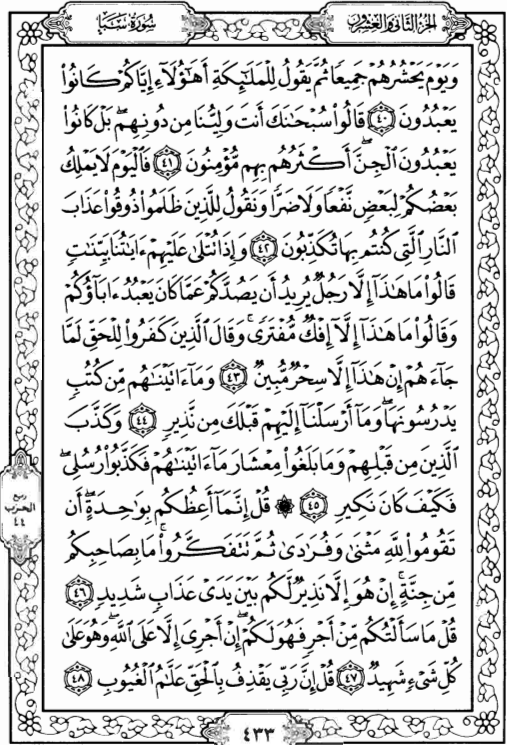 الجزء الثاني والعشرون
سورة سبإ
وَيَوْمَ يَحْشُرُهُمْ جَمِيعًا ثُمَّ يَقُولُ لِلْمَلَٰٓئِكَةِ أَهَٰٓؤُلَآءِ إِيَّاكُمْ كَانُوا۟
يَعْبُدُونَ ٤٠ قَالُوا۟ سُبْحَٰنَكَ أَنتَ وَلِيُّنَا مِن دُونِهِم ۖ بَلْ كَانُوا۟
يَعْبُدُونَ ٱلْجِنَّ ۖ أَكْثَرُهُم بِهِم مُّؤْمِنُونَ ٤١ فَٱلْيَوْمَ لَا يَمْلِكُ
بَعْضُكُمْ لِبَعْضٍ نَّفْعًا وَلَا ضَرًّا وَنَقُولُ لِلَّذِينَ ظَلَمُوا۟ ذُوقُوا۟ عَذَابَ
ٱلنَّارِ ٱلَّتِى كُنتُم بِهَا تُكَذِّبُونَ ٤٢ وَإِذَا تُتْلَىٰ عَلَيْهِمْ ءَايَٰتُنَا بَيِّنَٰتٍ
قَالُوا۟ مَا هَٰذَآ إِلَّا رَجُلٌ يُرِيدُ أَن يَصُدَّكُمْ عَمَّا كَانَ يَعْبُدُ ءَابَآؤُكُمْ
وَقَالُوا۟ مَا هَٰذَآ إِلَّآ إِفْكٌ مُّفْتَرًى ۚ وَقَالَ ٱلَّذِينَ كَفَرُوا۟ لِلْحَقِّ لَمَّا
جَآءَهُمْ إِنْ هَٰذَآ إِلَّا سِحْرٌ مُّبِينٌ ٤٣ وَمَآ ءَاتَيْنَٰهُم مِّن كُتُبٍ
يَدْرُسُونَهَا ۖ وَمَآ أَرْسَلْنَآ إِلَيْهِمْ قَبْلَكَ مِن نَّذِيرٍ ٤٤ وَكَذَّبَ
ٱلَّذِينَ مِن قَبْلِهِمْ وَمَا بَلَغُوا۟ مِعْشَارَ مَآ ءَاتَيْنَٰهُمْ فَكَذَّبُوا۟ رُسُلِى ۖ
فَكَيْفَ كَانَ نَكِيرِ ٤٥ ۞ قُلْ إِنَّمَآ أَعِظُكُم بِوَٰحِدَةٍ ۖ أَن
تَقُومُوا۟ لِلَّهِ مَثْنَىٰ وَفُرَٰدَىٰ ثُمَّ تَتَفَكَّرُوا۟ ۚ مَا بِصَاحِبِكُم
مِّن جِنَّةٍ ۚ إِنْ هُوَ إِلَّا نَذِيرٌ لَّكُم بَيْنَ يَدَىْ عَذَابٍ شَدِيدٍ ٤٦
قُلْ مَا سَأَلْتُكُم مِّنْ أَجْرٍ فَهُوَ لَكُمْ ۖ إِنْ أَجْرِىَ إِلَّا عَلَى ٱللَّهِ ۖ وَهُوَ عَلَىٰ
كُلِّ شَىْءٍ شَهِيدٌ ٤٧ قُلْ إِنَّ رَبِّى يَقْذِفُ بِٱلْحَقِّ عَلَّٰمُ ٱلْغُيُوبِ ٤٨
ربع
الحزب
٤٤
٤٣٣